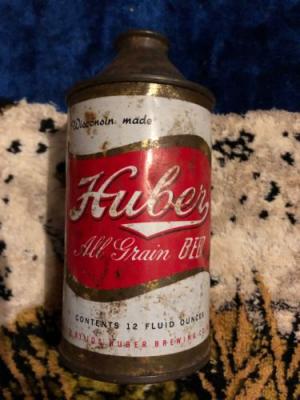 Wisconsin made
Huber
All Grain BEER
CONTENTS 12 FLUID OUNCES
HUBER BREWING CO